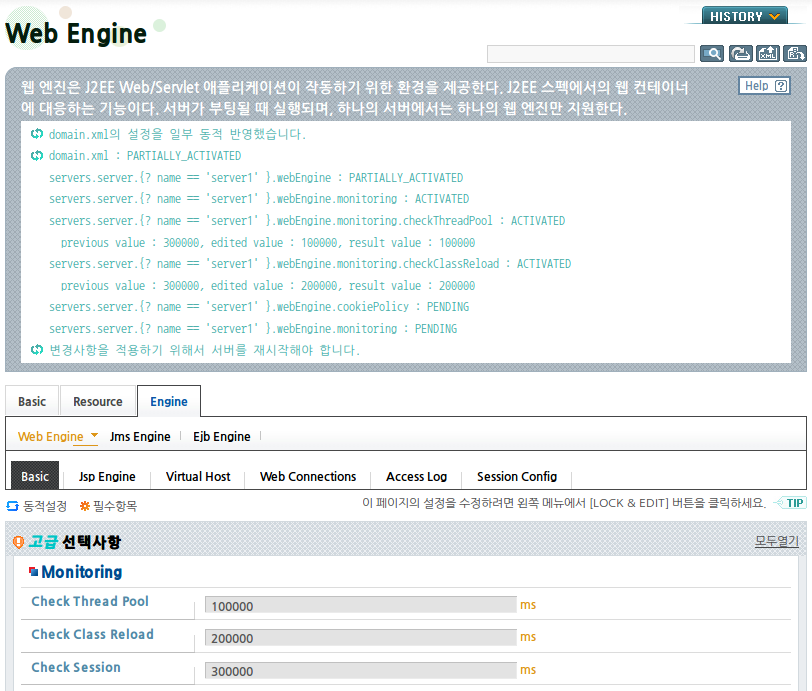 HISTORY
Web Engine
웹 엔진은 J2EE Web/Servlet 애플리케이션이 작동하기 위한 환경을 제공한다. J2EE 스펙에서의 웹 컨테이너
에 대응하는 기능이다. 서버가 부팅될 때 실행되며, 하나의 서버에서는 하나의 웹 엔진만 지원한다.
Help ?
domain.xml의 설정을 일부 동적 반영했습니다.
domain.xml : PARTIALLY_ACTIVATED
servers.server.{? name == 'server1' }.webEngine : PARTIALLY_ACTIVATED
servers.server.{? name == 'server1' }.webEngine.monitoring : ACTIVATED
servers.server.{? name == 'server1' }.webEngine.monitoring.checkThreadPool : ACTIVATED
previous value : 300000, edited value : 100000, result value : 100000
servers.server.{? name == 'server1' }.webEngine.monitoring.checkClassReload : ACTIVATED
previous value : 300000, edited value : 200000, result value : 200000
servers.server.{? name == 'server1' }.webEngine.cookiePolicy : PENDING
servers.server.{? name == 'server1' }.webEngine.monitoring : PENDING
변경사항을 적용하기 위해서 서버를 재시작해야 합니다.
Basic Resource Engine
Web Engine Jms Engine Ejb Engine
Basic Jsp Engine Virtual Host Web Connections Access Log Session Config
동적설정 필수항목 이 페이지의 설정을 수정하려면 왼쪽 메뉴에서 [LOCK & EDIT] 버튼을 클릭하세요. TIP
고급 선택사항 모두열기
Monitoring
Check Thread Pool 100000 ms
Check Class Reload 200000 ms
Check Session 300000 ms